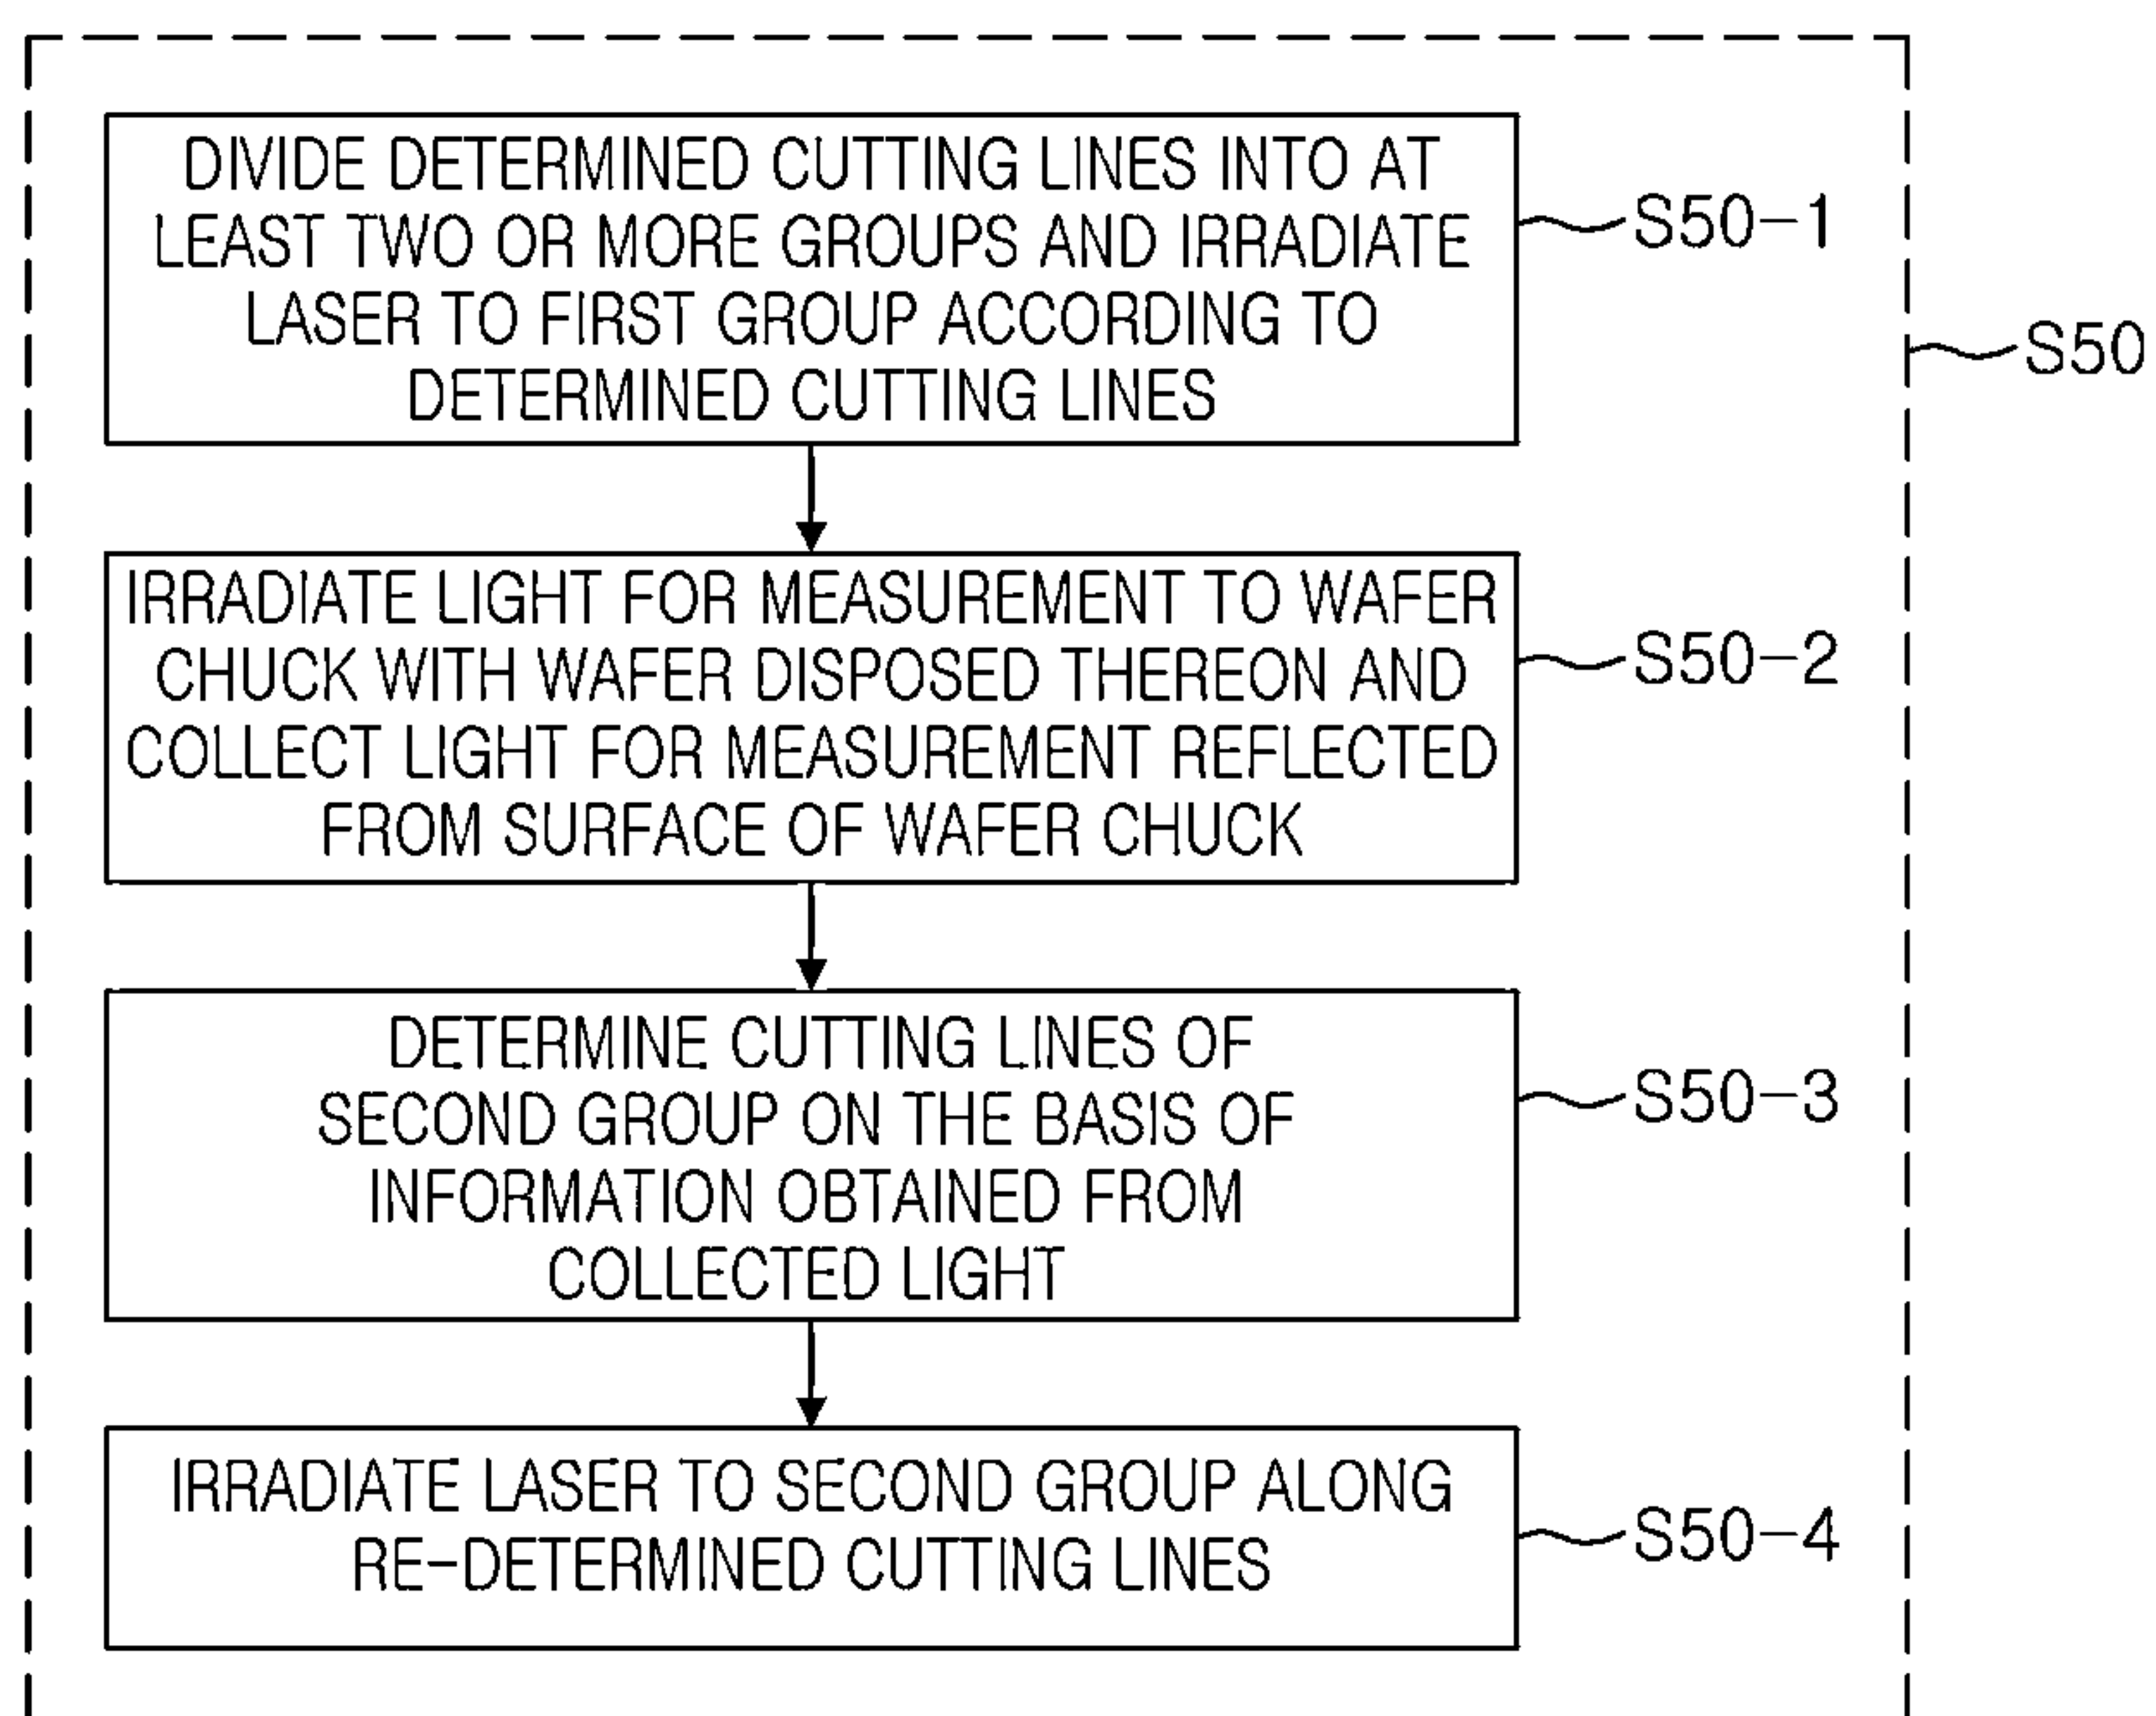 DIVIDE DETERMINED CUTTING LINES INTO AT
LEAST TWO OR MORE GROUPS AND IRRADIATE
LASER TO FIRST GROUP ACCORDING TO
DETERMINED CUTTING LINES
S50-1
S50
IRRADIATE LIGHT FOR MEASUREMENT TO WAFER
CHUCK WITH WAFER DISPOSED THEREON AND
COLLECT LIGHT FOR MEASUREMENT REFLECTED
FROM SURFACE OF WAFER CHUCK
S50-2
DETERMINE CUTTING LINES OF
SECOND GROUP ON THE BASIS OF
INFORMATION OBTAINED FROM
COLLECTED LIGHT
S50-3
IRRADIATE LASER TO SECOND GROUP ALONG
RE-DETERMINED CUTTING LINES
S50-4